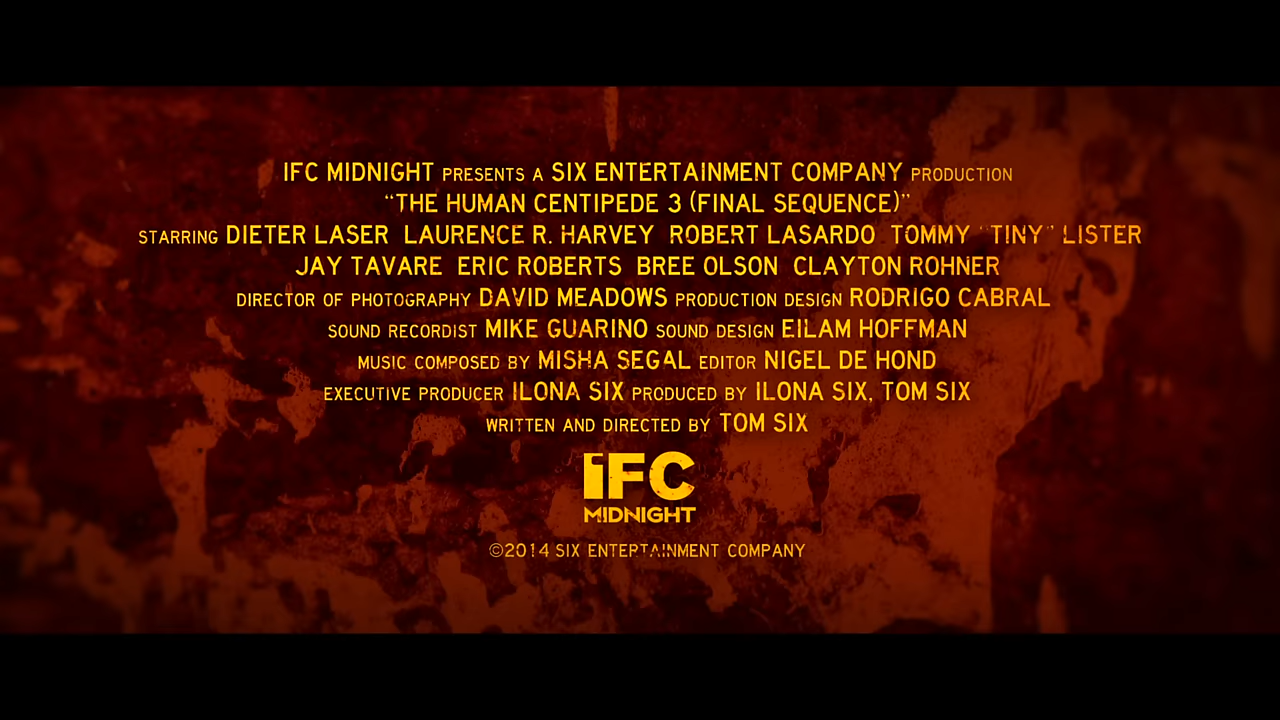 IFC MIDNIGHT PRESENTS A SIX ENTERTAINMENT COMPANY PRODUCTION
“THE HUMAN CENTIPEDE 3 (FINAL SEQUENCE)”
STARRING DIETER LASER LAURENCE R. HARVEY ROBERT LASARDO TOMMY "TINY" LISTER
JAY TAVARE ERIC ROBERTS BREE OLSON CLAYTON ROHNER
DIRECTOR OF PHOTOGRAPHY DAVID MEADOWS PRODUCTION DESIGN RODRIGO CABRAL
SOUND RECORDIST MIKE GUARINO SOUND DESIGN EILAM HOFFMAN
MUSIC COMPOSED BY MISHA SEGAL EDITOR NIGEL DE HOND
EXECUTIVE PRODUCER ILONA SIX PRODUCED BY ILONA SIX, TOM SIX
WRITTEN AND DIRECTED BY TOM SIX
IFC
MIDNIGHT
©2014 SIX ENTERTAINMENT COMPANY